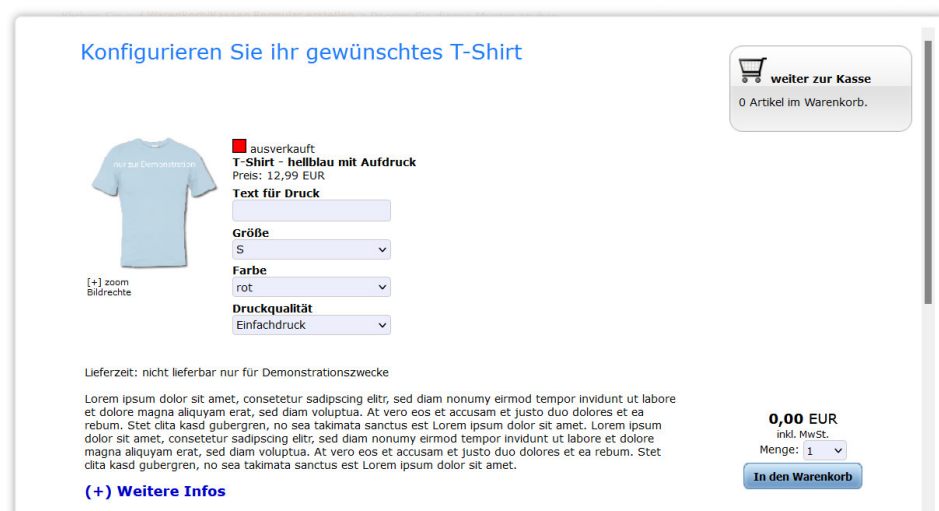 Konfigurieren Sie ihr gewünschtes T-Shirt
weiter zur Kasse
0 Artikel im Warenkorb.
nur zur Demonstration
ausverkauft
T-Shirt - hellblau mit Aufdruck
Preis: 12,99 EUR
Text für Druck
Größe
S
Farbe
rot
[+] zoom
Bildrechte
Druckqualität
Einfachdruck
Lieferzeit: nicht lieferbar nur für Demonstrationszwecke
Lorem ipsum dolor sit amet, consetetur sadipscing elitr, sed diam nonumy eirmod tempor invidunt ut labore
et dolore magna aliquyam erat, sed diam voluptua. At vero eos et accusam et justo duo dolores et ea
rebum. Stet clita kasd gubergren, no sea takimata sanctus est Lorem ipsum dolor sit amet. Lorem ipsum
dolor sit amet, consetetur sadipscing elitr, sed diam nonumy eirmod tempor invidunt ut labore et dolore
magna aliquyam erat, sed diam voluptua. At vero eos et accusam et justo duo dolores et ea rebum. Stet
clita kasd gubergren, no sea takimata sanctus est Lorem ipsum dolor sit amet.
(+) Weitere Infos
0,00 EUR
inkl. MwSt.
Menge: 1
In den Warenkorb